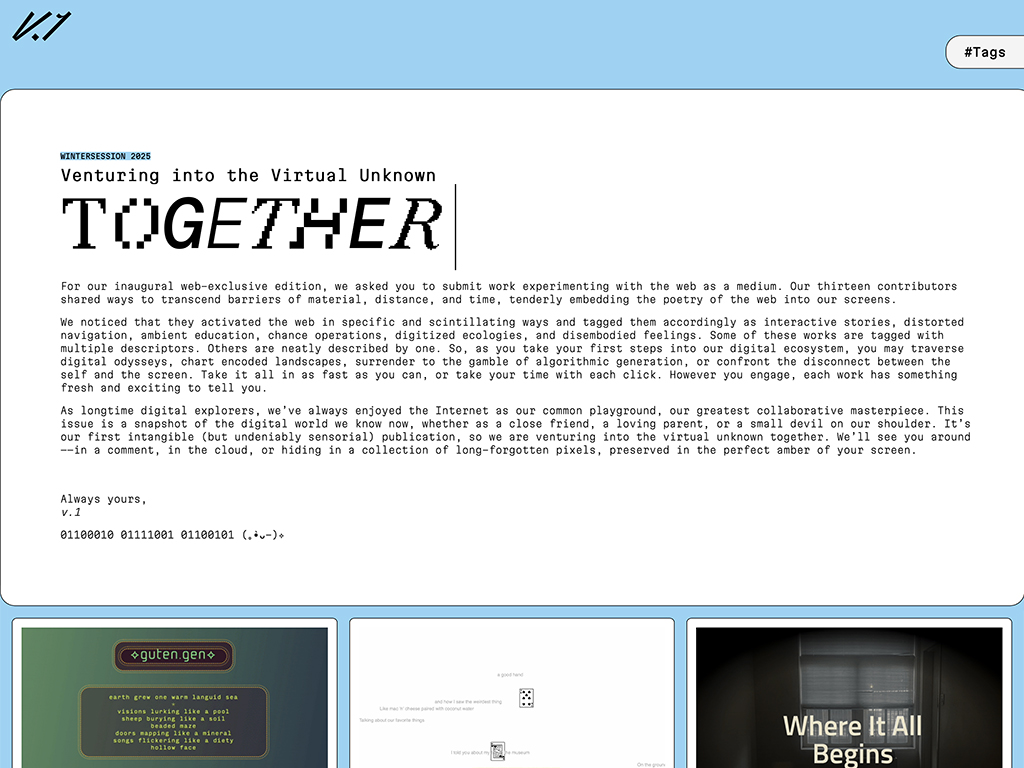 V.1
#Tags
WINTERSESSION 2025
Venturing into the Virtual Unknown
TOGETHER
For our inaugural web-exclusive edition, we asked you to submit work experimenting with the web as a medium. Our thirteen contributors
shared ways to transcend barriers of material, distance, and time, tenderly embedding the poetry of the web into our screens.
We noticed that they activated the web in specific and scintillating ways and tagged them accordingly as interactive stories, distorted
navigation, ambient education, chance operations, digitized ecologies, and disembodied feelings. Some of these works are tagged with
multiple descriptors. Others are neatly described by one. So, as you take your first steps into our digital ecosystem, you may traverse
digital odysseys, chart encoded landscapes, surrender to the gamble of algorithmic generation, or confront the disconnect between the
self and the screen. Take it all in as fast as you can, or take your time with each click. However you engage, each work has something
fresh and exciting to tell you.
As longtime digital explorers, we've always enjoyed the Internet as our common playground, our greatest collaborative masterpiece. This
issue is a snapshot of the digital world we know now, whether as a close friend, a loving parent, or a small devil on our shoulder. It's
our first intangible (but undeniably sensorial) publication, so we are venturing into the virtual unknown together. We'll see you around
——in a comment, in the cloud, or hiding in a collection of long-forgotten pixels, preserved in the perfect amber of your screen.
Always yours,
v.1
01100010 01111001 01100101 (｡•̀ᴗ-)✧
✧guten.gen✧
earth grew one warm languid sea
visions lurking like a pool
sheep burying like a soil
beaded maze
doors mapping like a mineral
songs flickering like a diety
hollow face
a good hand
and now I see the worsted thing
Like mac 'n' cheese paired with coconut water
Talking about our favorite things
I told you about my the museum
On the groun
Where It All
Begins